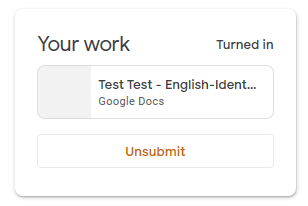 Your work
Turned in
Test Test - English-Ident...
Google Docs
Unsubmit